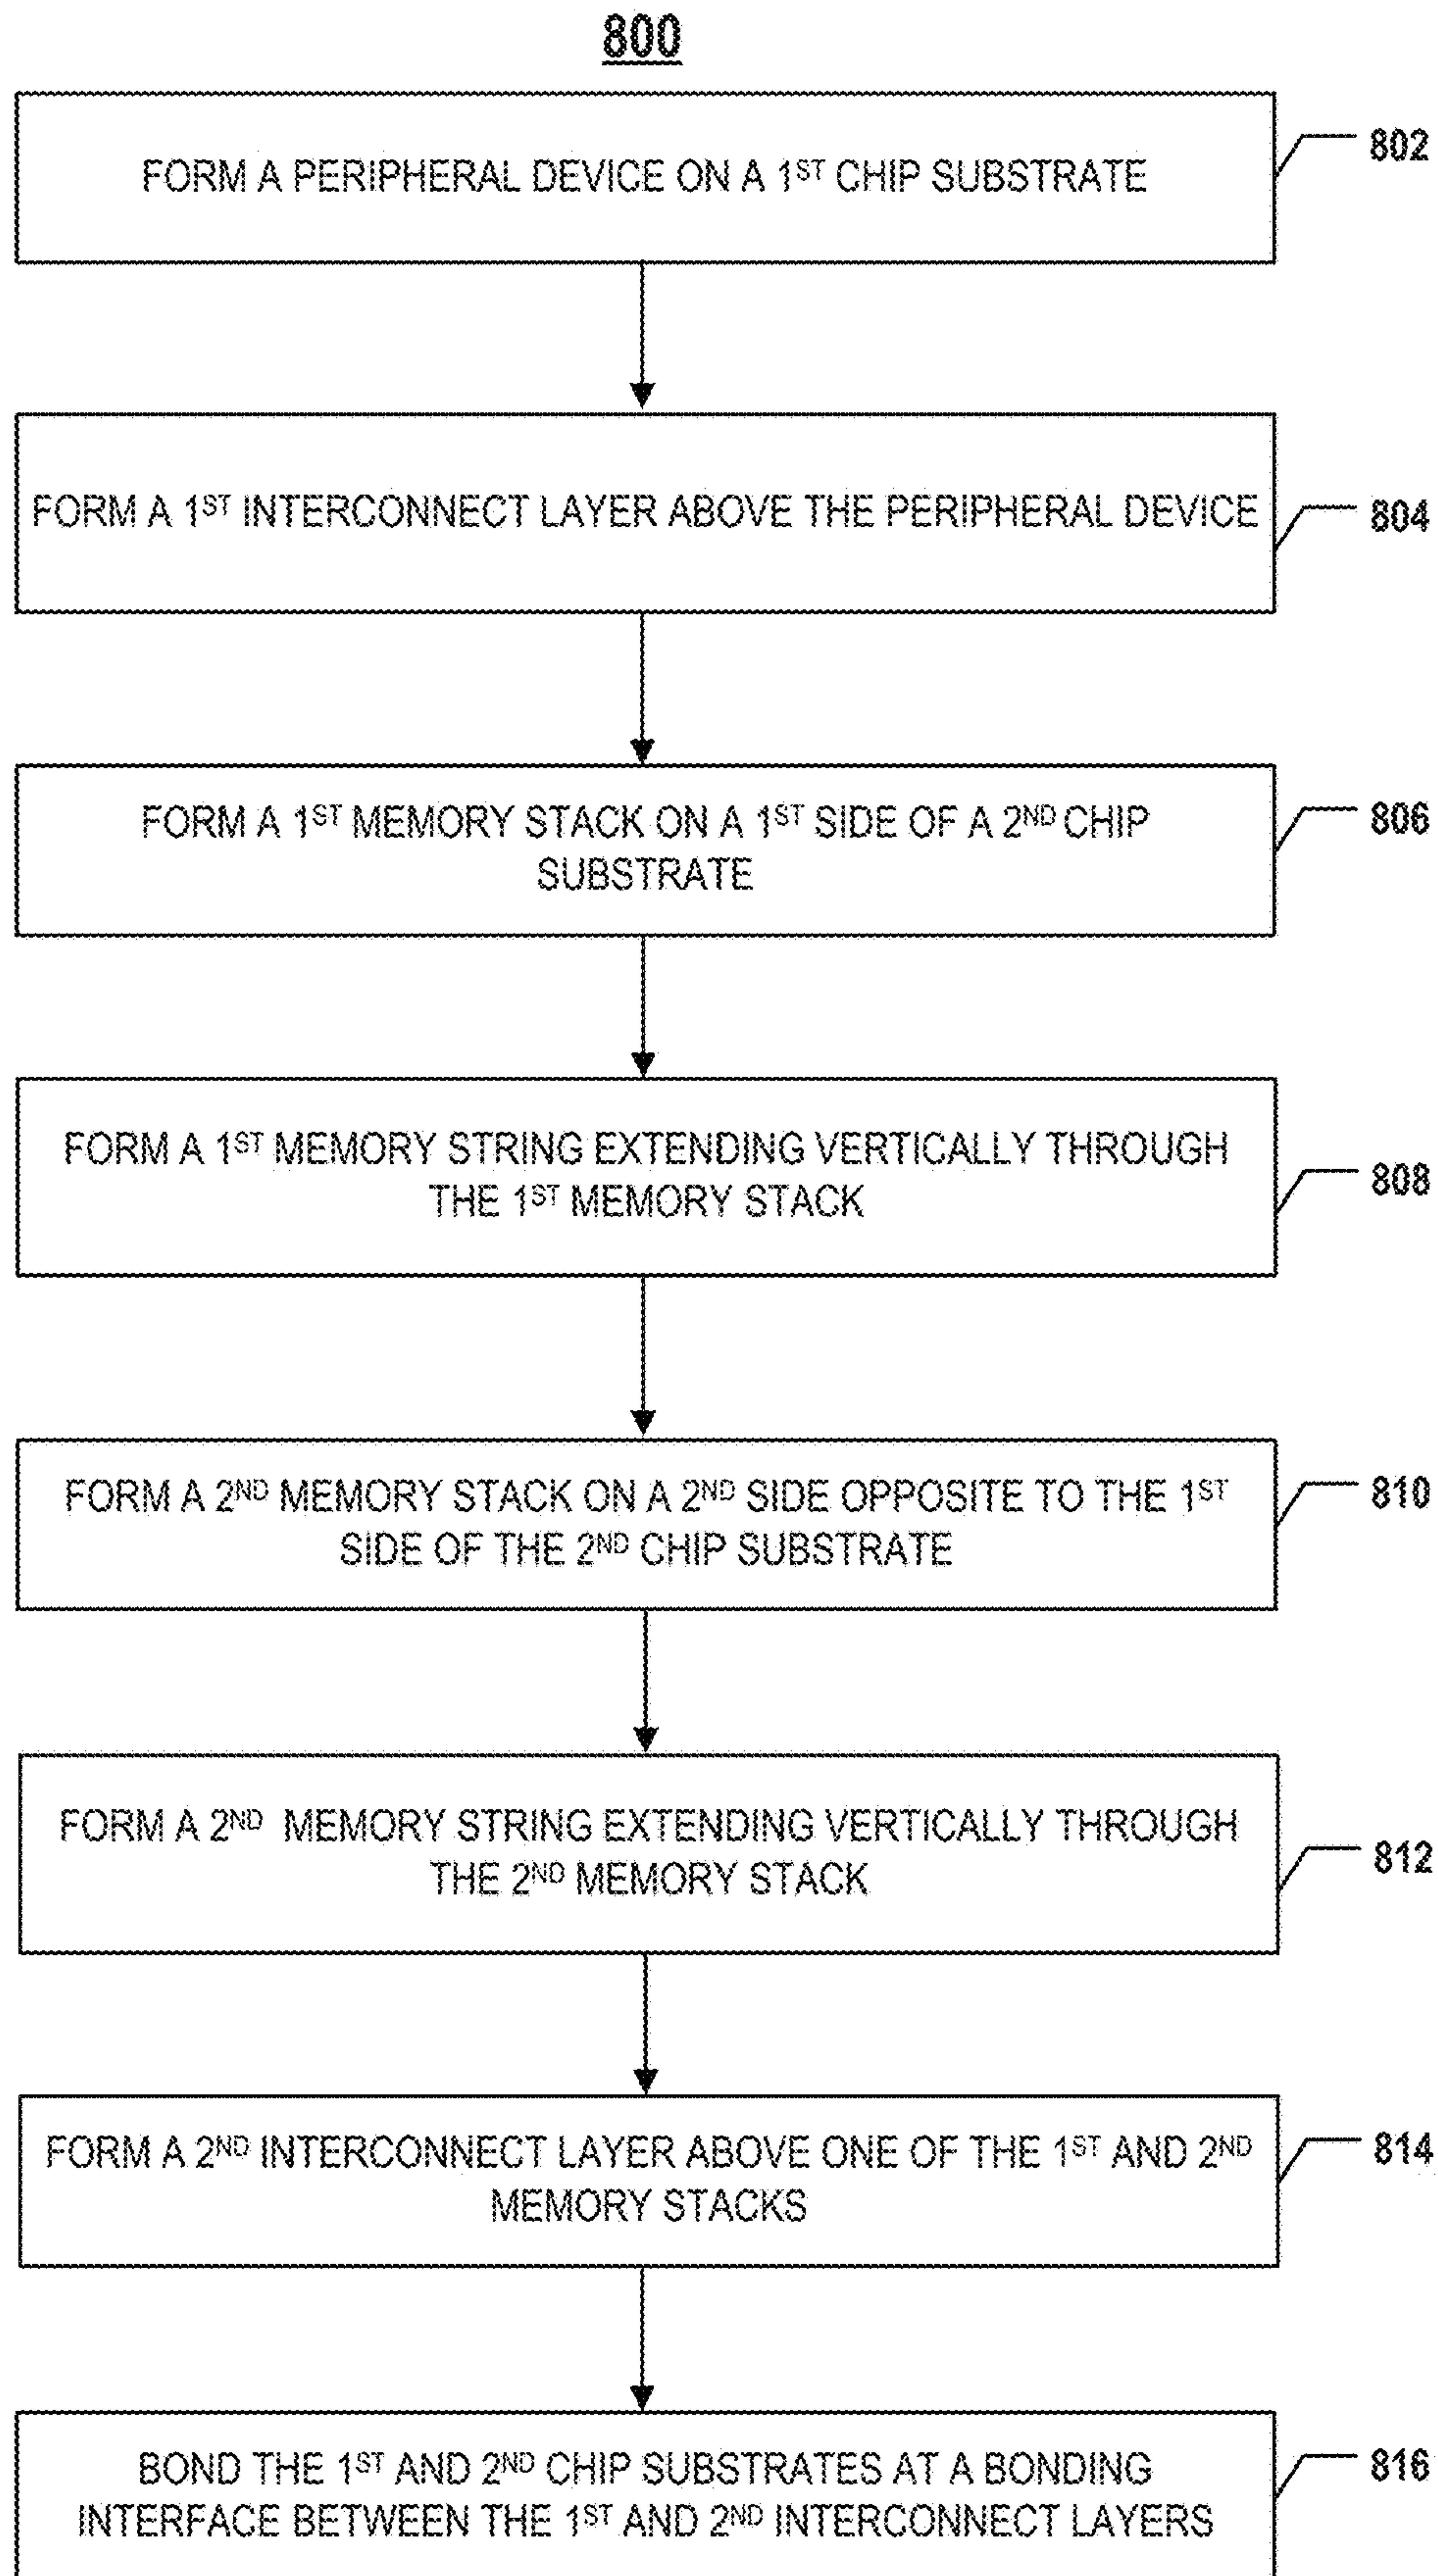 800
FORM A PERIPHERAL DEVICE ON A 1ST CHIP SUBSTRATE
802
FORM A 1ST INTERCONNECT LAYER ABOVE THE PERIPHERAL DEVICE
804
FORM A 1ST MEMORY STACK ON A 1ST SIDE OF A 2ND CHIP
SUBSTRATE
806
FORM A 1ST MEMORY STRING EXTENDING VERTICALLY THROUGH
THE 1ST MEMORY STACK
808
FORM A 2ND MEMORY STACK ON A 2ND SIDE OPPOSITE TO THE 1ST
SIDE OF THE 2ND CHIP SUBSTRATE
810
FORM A 2ND MEMORY STRING EXTENDING VERTICALLY THROUGH
THE 2ND MEMORY STACK
812
FORM A 2ND INTERCONNECT LAYER ABOVE ONE OF THE 1ST AND 2ND
MEMORY STACKS
814
BOND THE 1ST AND 2ND CHIP SUBSTRATES AT A BONDING
INTERFACE BETWEEN THE 1ST AND 2ND INTERCONNECT LAYERS
816